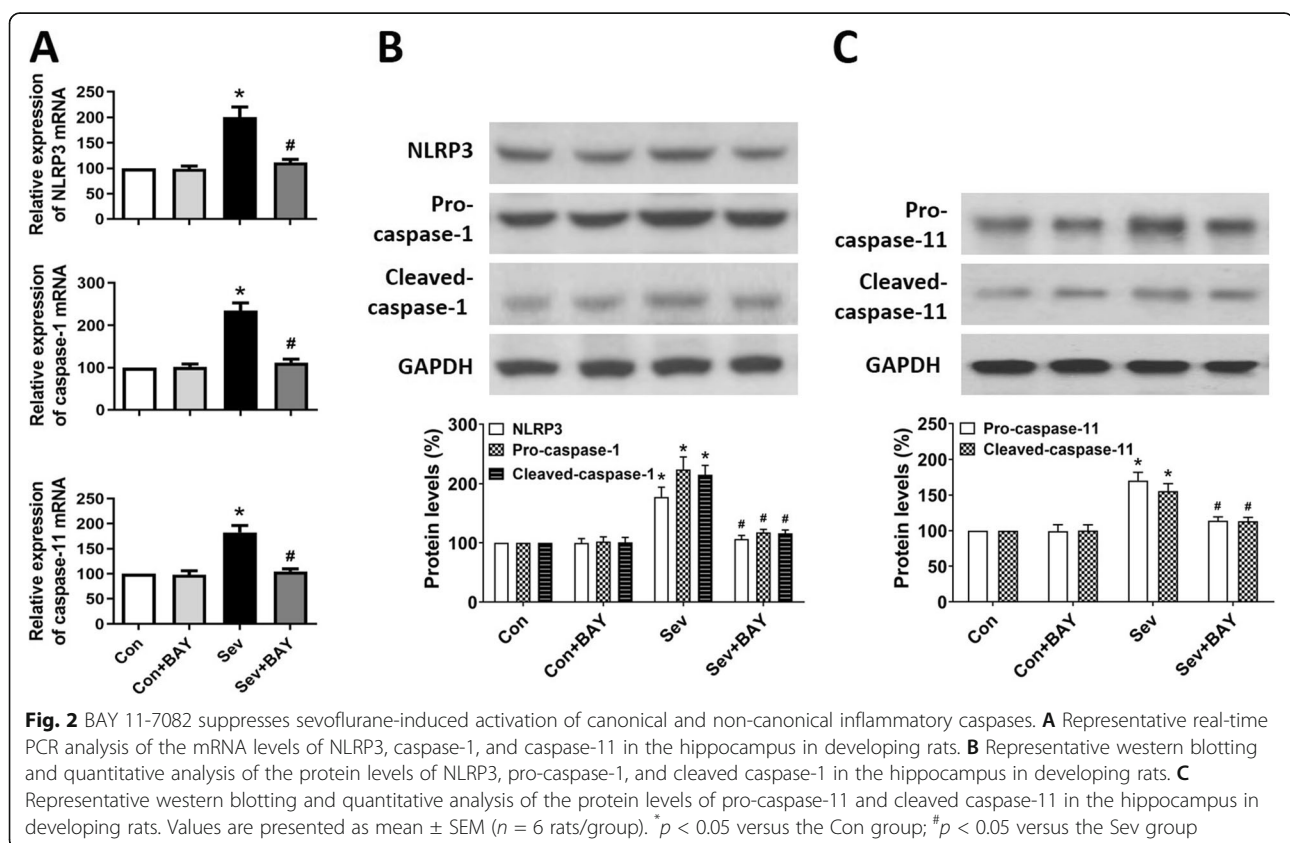 A
Relative expression
of NLRP3 mRNA
250
200
150
100
50
0
*
#
Relative expression
of caspase-1 mRNA
300
200
100
0
*
#
Relative expression
of caspase-11 mRNA
250
200
150
100
50
0
*
#
Con
Con+BAY
Sev
Sev+BAY
B
NLRP3
Pro-
caspase-1
Cleaved-
caspase-1
GAPDH
Protein levels (%)
300
200
100
0
NLRP3
Pro-caspase-1
Cleaved-caspase-1
* * *
# # #
Con
Con+BAY
Sev
Sev+BAY
C
Pro-
caspase-11
Cleaved-
caspase-11
GAPDH
Protein levels (%)
250
200
150
100
50
0
Pro-caspase-11
Cleaved-caspase-11
* *
# #
Con
Con+BAY
Sev
Sev+BAY
Fig. 2 BAY 11-7082 suppresses sevoflurane-induced activation of canonical and non-canonical inflammatory caspases. A Representative real-time
PCR analysis of the mRNA levels of NLRP3, caspase-1, and caspase-11 in the hippocampus in developing rats. B Representative western blotting
and quantitative analysis of the protein levels of NLRP3, pro-caspase-1, and cleaved caspase-1 in the hippocampus in developing rats. C
Representative western blotting and quantitative analysis of the protein levels of pro-caspase-11 and cleaved caspase-11 in the hippocampus in
developing rats. Values are presented as mean ± SEM (n = 6 rats/group). *p < 0.05 versus the Con group; #p < 0.05 versus the Sev group